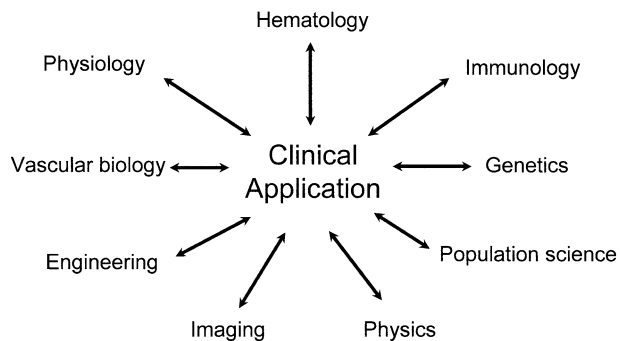 Hematology
Physiology
Immunology
Clinical
Application
Vascular biology
Genetics
Engineering
Population science
Imaging
Physics